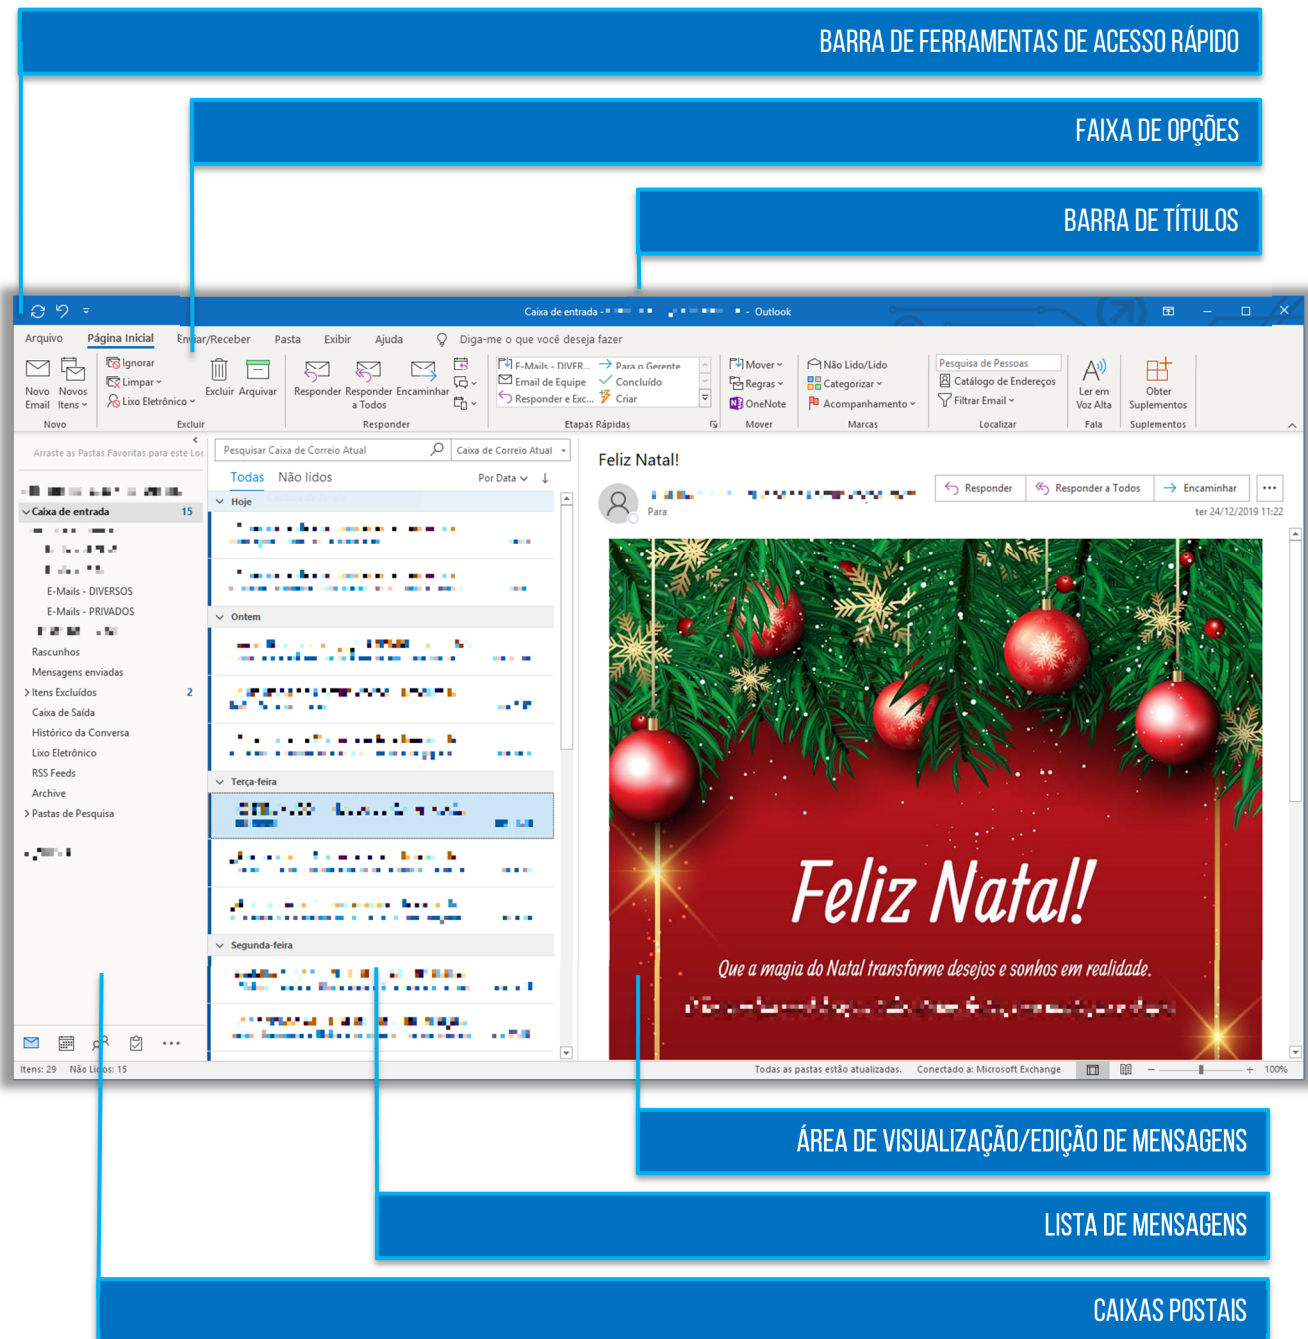 BARRA DE FERRAMENTAS DE ACESSO RÁPIDO
FAIXA DE OPÇÕES
BARRA DE TÍTULOS
Caixa de entrada - - Outlook
Arquivo Página Inicial Enviar/Receber Pasta Exibir Ajuda Diga-me o que você deseja fazer
Novo Email
Novos Itens
Novo
Ignorar
Limpar
Lixo Eletrônico
Excluir Arquivar
Excluir
Responder Responder a Todos Encaminhar
Responder
E-Mails - DIVER... Para o Gerente
Email de Equipe Concluído
Responder e Exc... Criar
Etapas Rápidas
Mover
Regras
OneNote
Mover
Não Lido/Lido
Categorizar
Acompanhamento
Marcas
Pesquisa de Pessoas
Catálogo de Endereços
Filtrar Email
Localizar
Ler em Voz Alta
Fala
Obter Suplementos
Suplementos
Arraste as Pastas Favoritas para este Loc
Caixa de entrada 15
E-Mails - DIVERSOS
E-Mails - PRIVADOS
Rascunhos
Mensagens enviadas
Itens Excluídos 2
Caixa de Saída
Histórico da Conversa
Lixo Eletrônico
RSS Feeds
Archive
Pastas de Pesquisa
Pesquisar Caixa de Correio Atual Caixa de Correio Atual
Todas Não lidos Por Data
Hoje
Ontem
Terça-feira
Segunda-feira
Feliz Natal!
Responder Responder a Todos Encaminhar
Para
ter 24/12/2019 11:22
Feliz Natal!
Que a magia do Natal transforme desejos e sonhos em realidade.
Itens: 29 Não Lidos: 15 Todas as pastas estão atualizadas. Conectado a: Microsoft Exchange 100%
ÁREA DE VISUALIZAÇÃO/EDIÇÃO DE MENSAGENS
LISTA DE MENSAGENS
CAIXAS POSTAIS